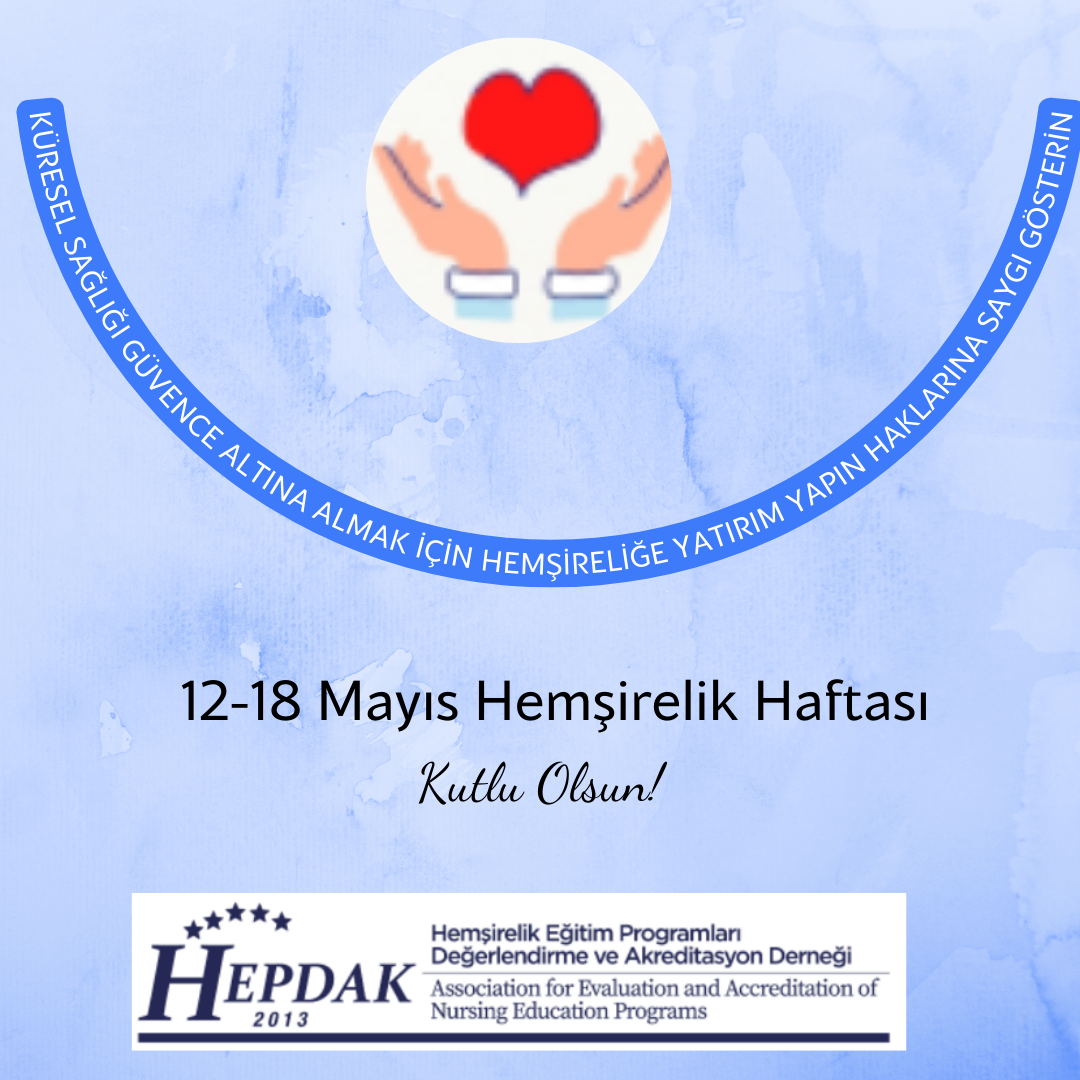 KÜRESEL SAĞLIĞI GÜVENCE ALTINA ALMAK İÇİN HEMŞİRELİĞE YATIRIM YAPIN HAKLARINA SAYGI GÖSTERİN
12-18 Mayıs Hemşirelik Haftası
Kutlu Olsun!
HEPDAK
2013
Hemşirelik Eğitim Programları
Değerlendirme ve Akreditasyon Derneği
Association for Evaluation and Accreditation of
Nursing Education Programs